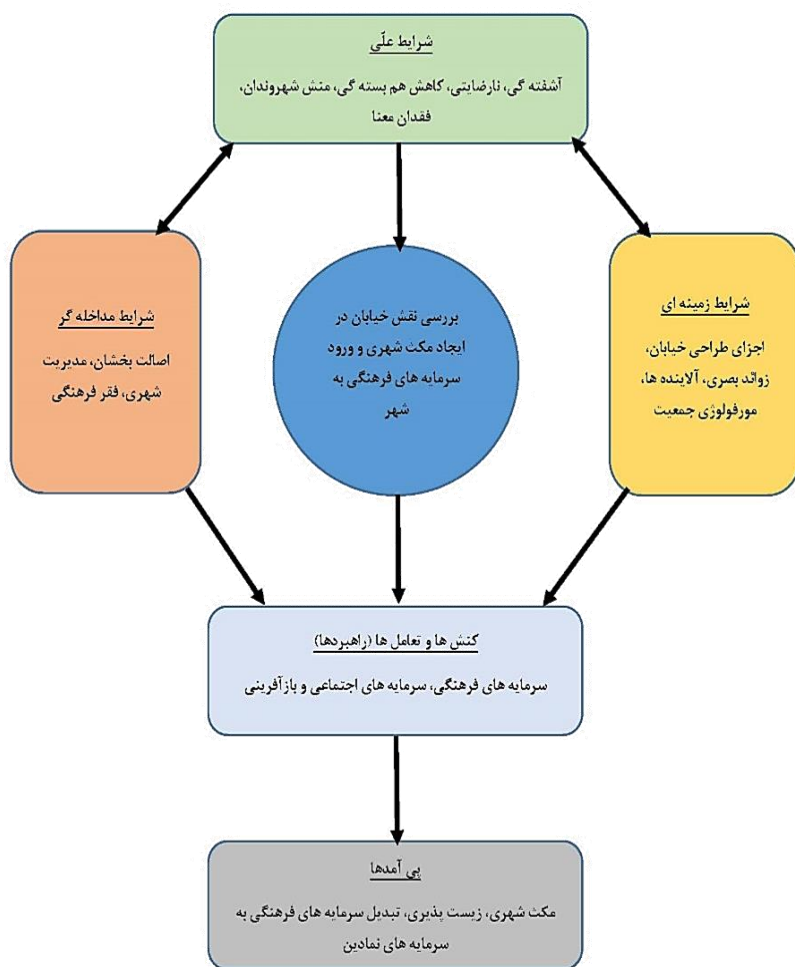 شرایط علّی
آشفته گی، نارضایتی، کاهش هم بسته گی، منش شهروندان،
فقدان معنا
شرایط زمینه ای
اجزای طراحی خیابان،
زوائد بصری، آلاینده ها،
مورفولوژی جمعیت
بررسی نقش خیابان در
ایجاد مکث شهری و ورود
سرمایه های فرهنگی به
شهر
شرایط مداخله گر
اصالت بخشان، مدیریت
شهری، فقر فرهنگی
کنش ها و تعامل ها (راهبردها)
سرمایه های فرهنگی، سرمایه های اجتماعی و بازآفرینی
پی آمدها
مکث شهری، زیست پذیری، تبدیل سرمایه های فرهنگی به
سرمایه های نمادین